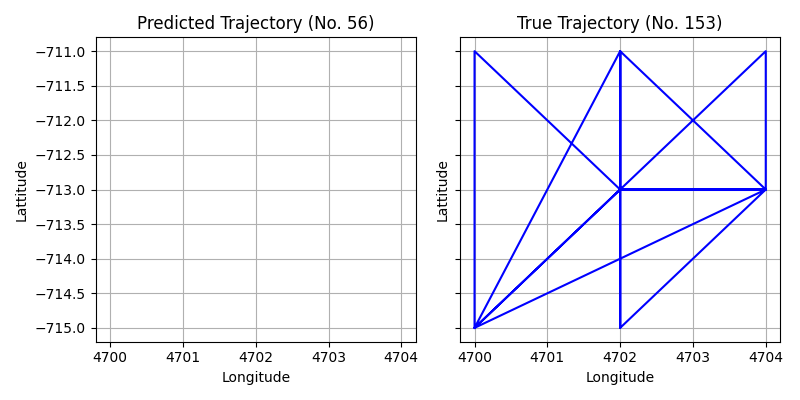 Predicted Trajectory (No. 56)
−711.0
−711.5
−712.0
−712.5
−713.0
−713.5
−714.0
−714.5
−715.0
Lattitude
4700 4701 4702 4703 4704
Longitude
True Trajectory (No. 153)
Lattitude
4700 4701 4702 4703 4704
Longitude